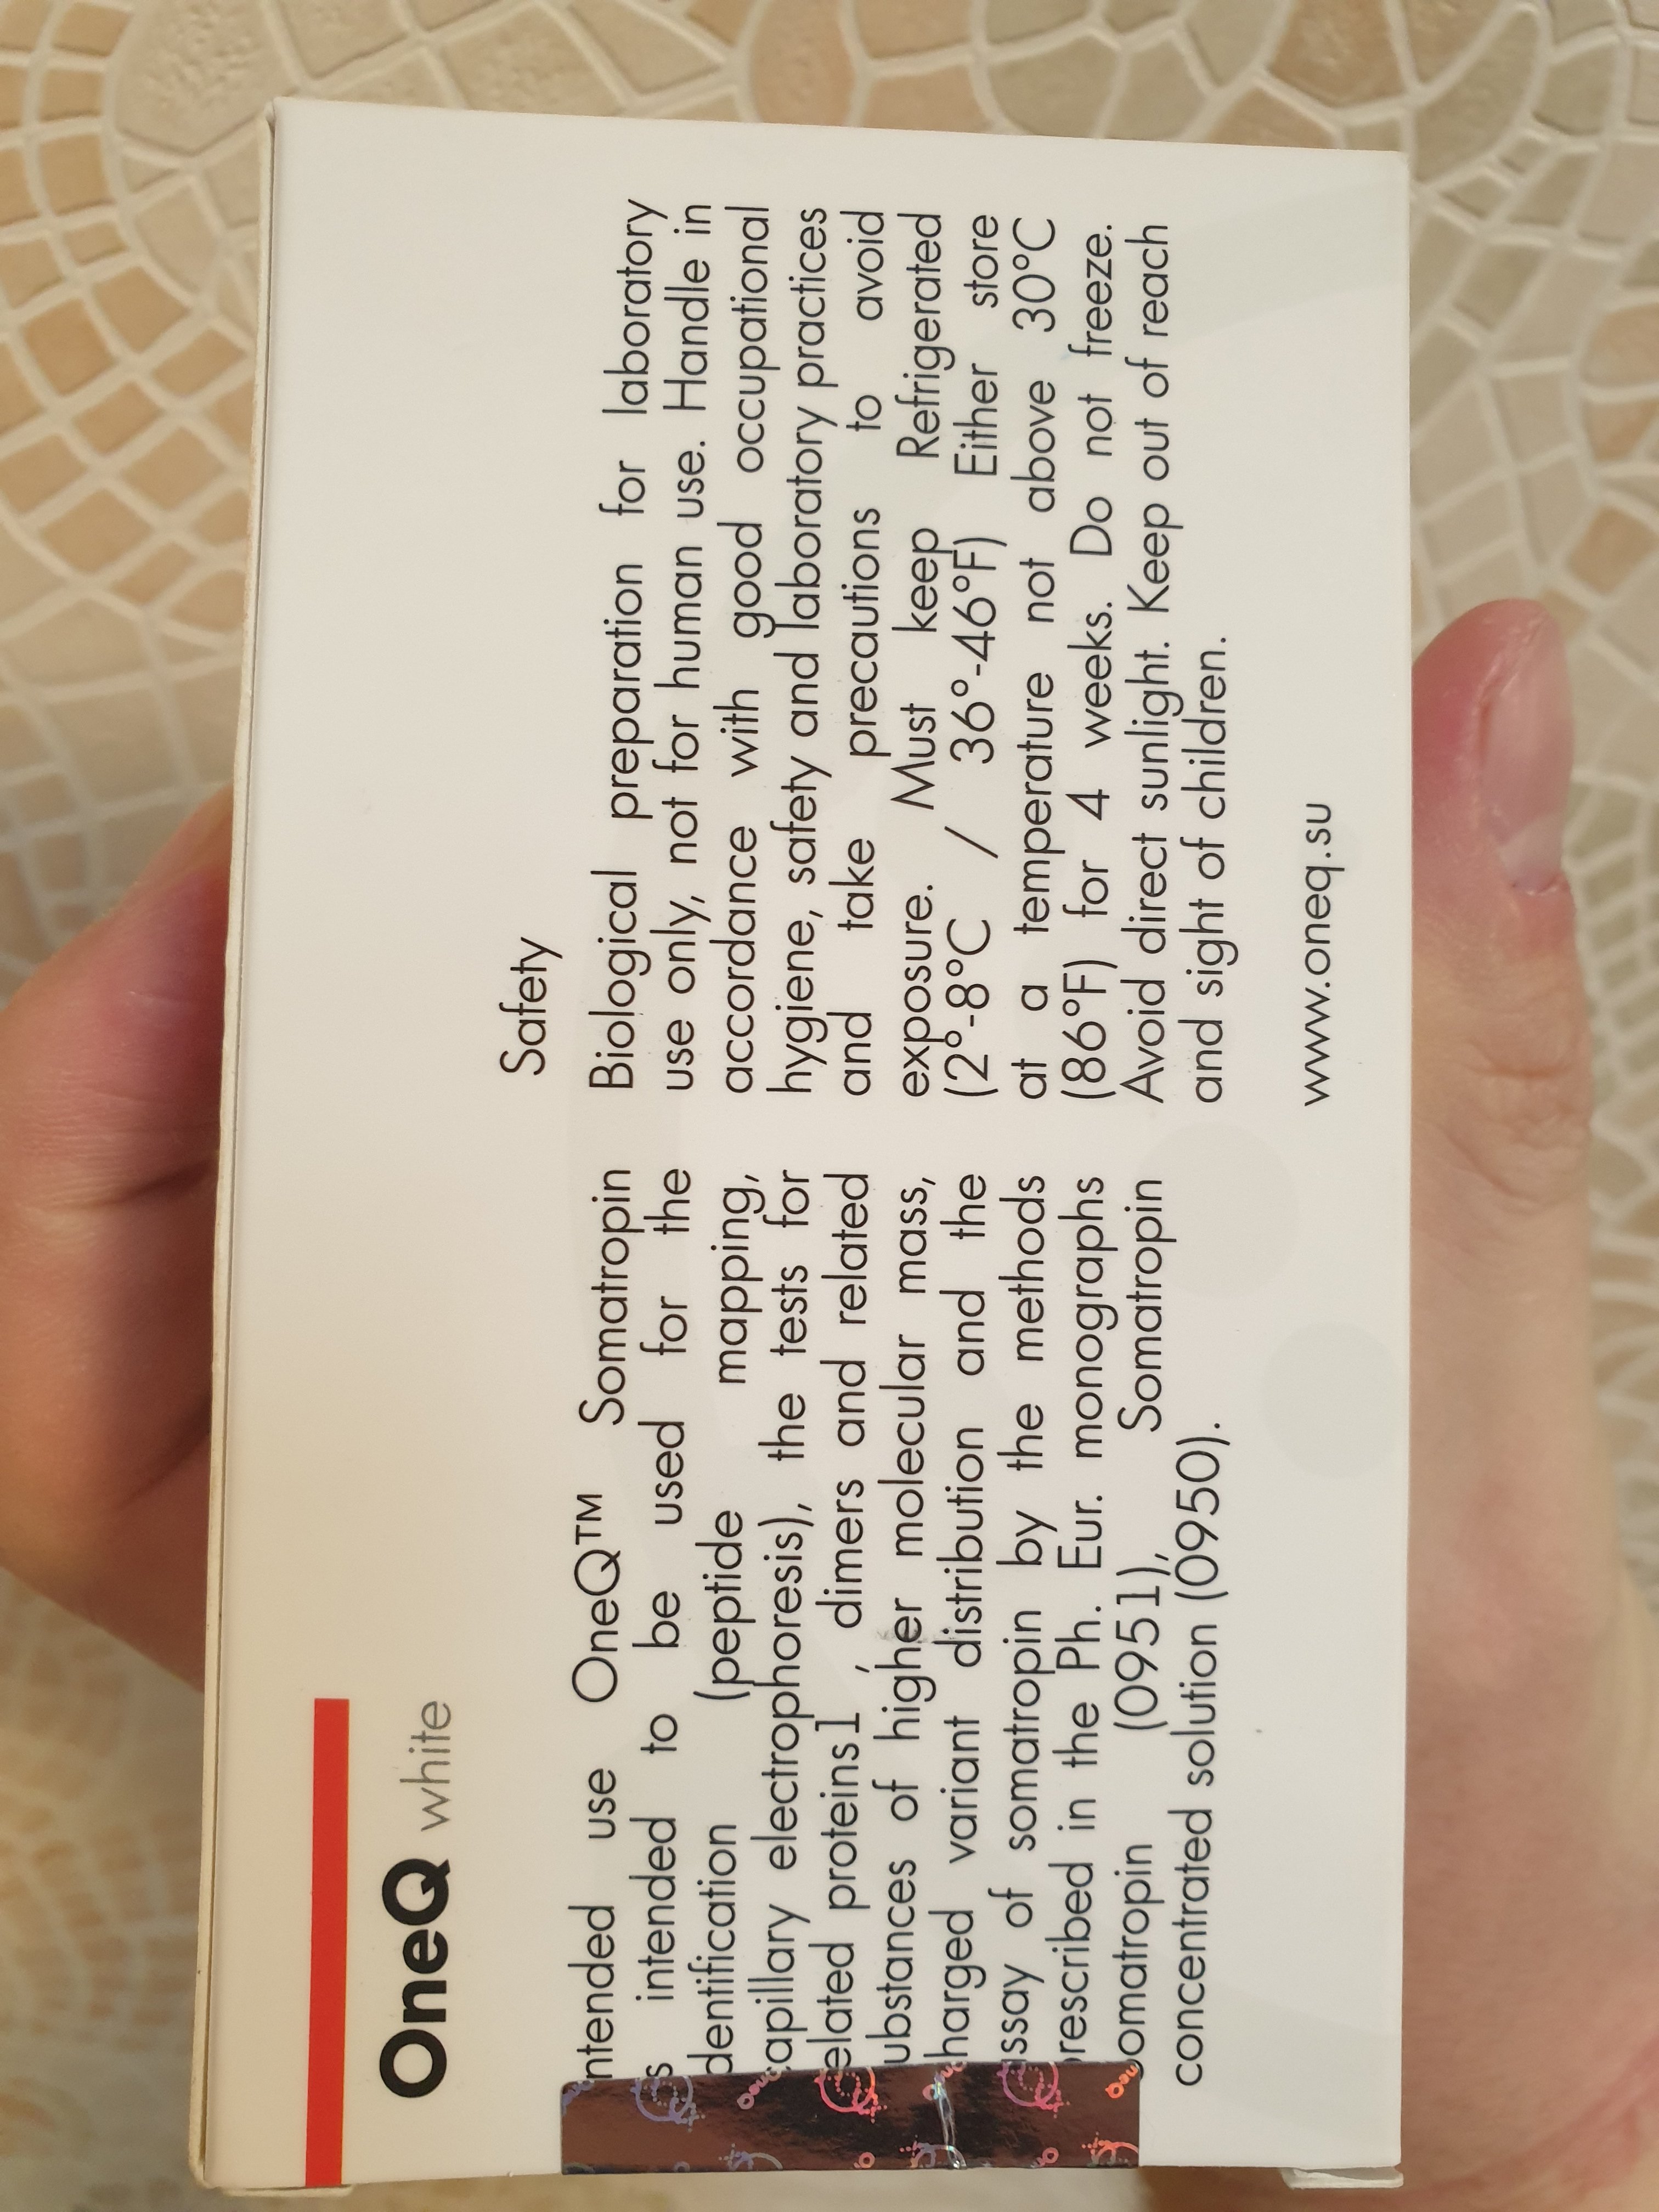 OneQ white
ntended use OneQ™ Somatropin
s intended to be used for the
dentification (peptide mapping,
capillary electrophoresis), the tests for
elated proteins1, dimers and related
ubstances of higher molecular mass,
harged variant distribution and the
ssay of somatropin by the methods
rescribed in the Ph. Eur. monographs
omatropin (0951), Somatropin
concentrated solution (0950).
Safety
Biological preparation for laboratory
use only, not for human use. Handle in
accordance with good occupational
hygiene, safety and laboratory practices
and take precautions to avoid
exposure. Must keep Refrigerated
(2°-8°C / 36°-46°F) Either store
at a temperature not above 30°C
(86°F) for 4 weeks. Do not freeze.
Avoid direct sunlight. Keep out of reach
and sight of children.
www.oneq.su